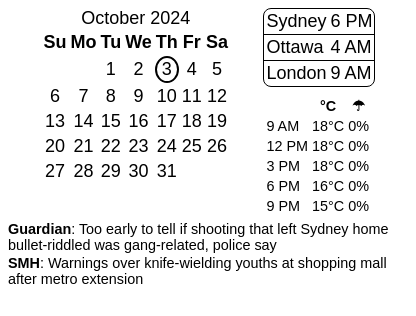 October 2024
Su Mo Tu We Th Fr Sa
1 2 3 4 5
6 7 8 9 10 11 12
13 14 15 16 17 18 19
20 21 22 23 24 25 26
27 28 29 30 31
Sydney 6 PM
Ottawa 4 AM
London 9 AM
°C ☂
9 AM 18°C 0%
12 PM 18°C 0%
3 PM 18°C 0%
6 PM 16°C 0%
9 PM 15°C 0%
Guardian: Too early to tell if shooting that left Sydney home
bullet-riddled was gang-related, police say
SMH: Warnings over knife-wielding youths at shopping mall
after metro extension